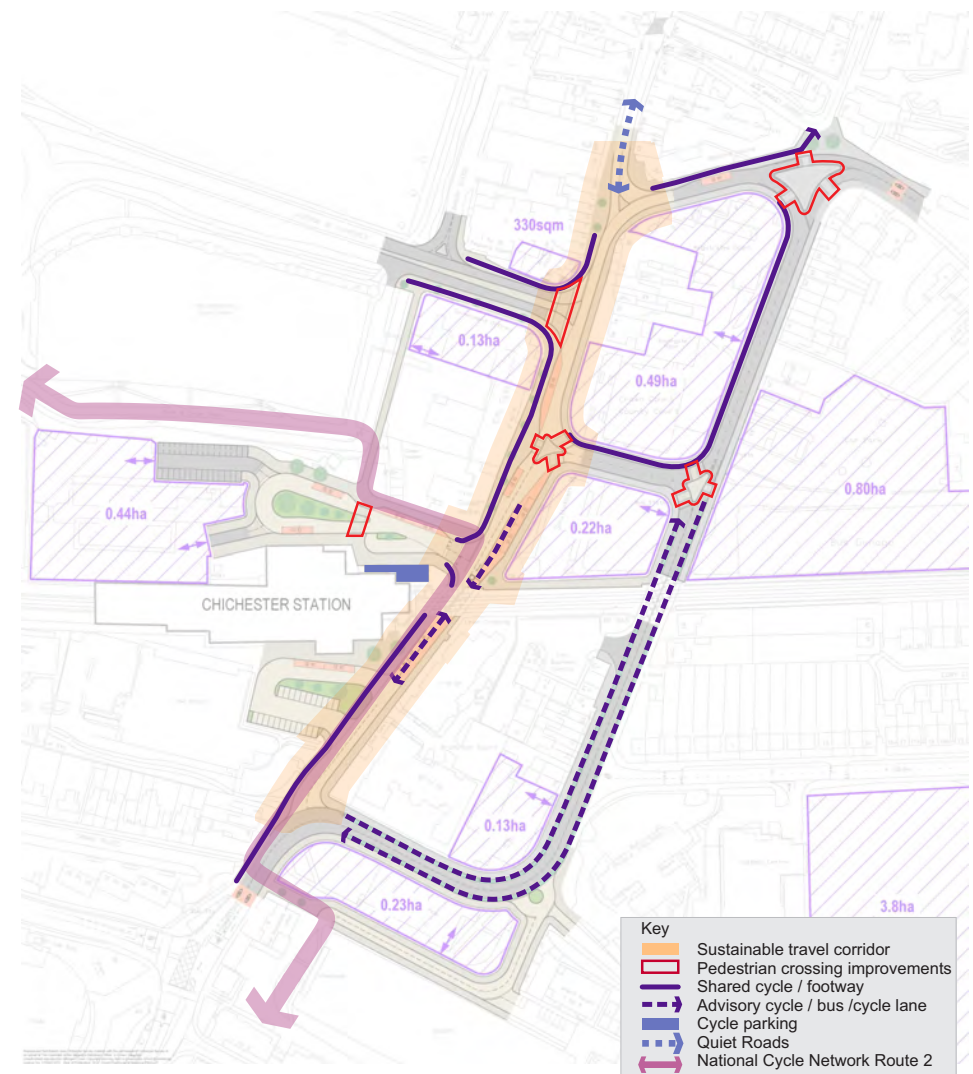 330sqm
0.13ha
0.49ha
0.80ha
0.44ha
0.22ha
CHICHESTER STATION
0.13ha
0.23ha
3.8ha
Key
Sustainable travel corridor
Pedestrian crossing improvements
Shared cycle / footway
Advisory cycle / bus /cycle lane
Cycle parking
Quiet Roads
National Cycle Network Route 2